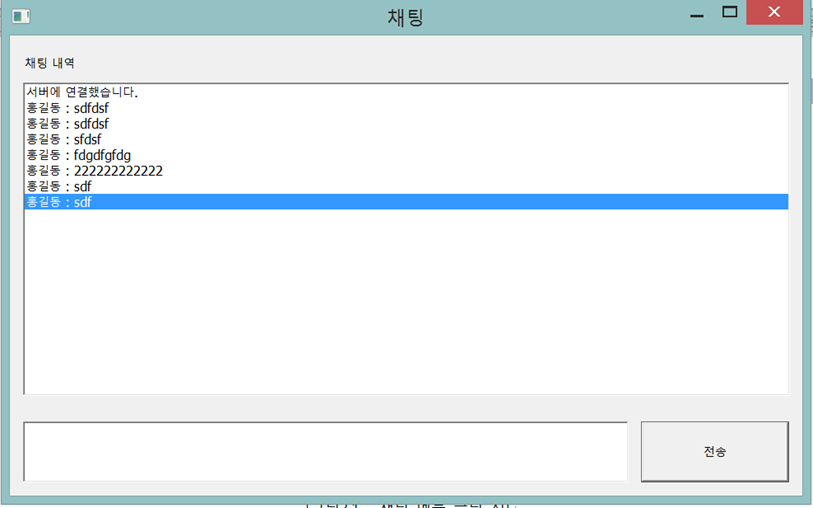 채팅
채팅 내역
서버에 연결했습니다.
홍길동 : sdfdsf
홍길동 : sdfdsf
홍길동 : sfdsf
홍길동 : fdgdfgfdg
홍길동 : 222222222222
홍길동 : sdf
홍길동 : sdf
전송